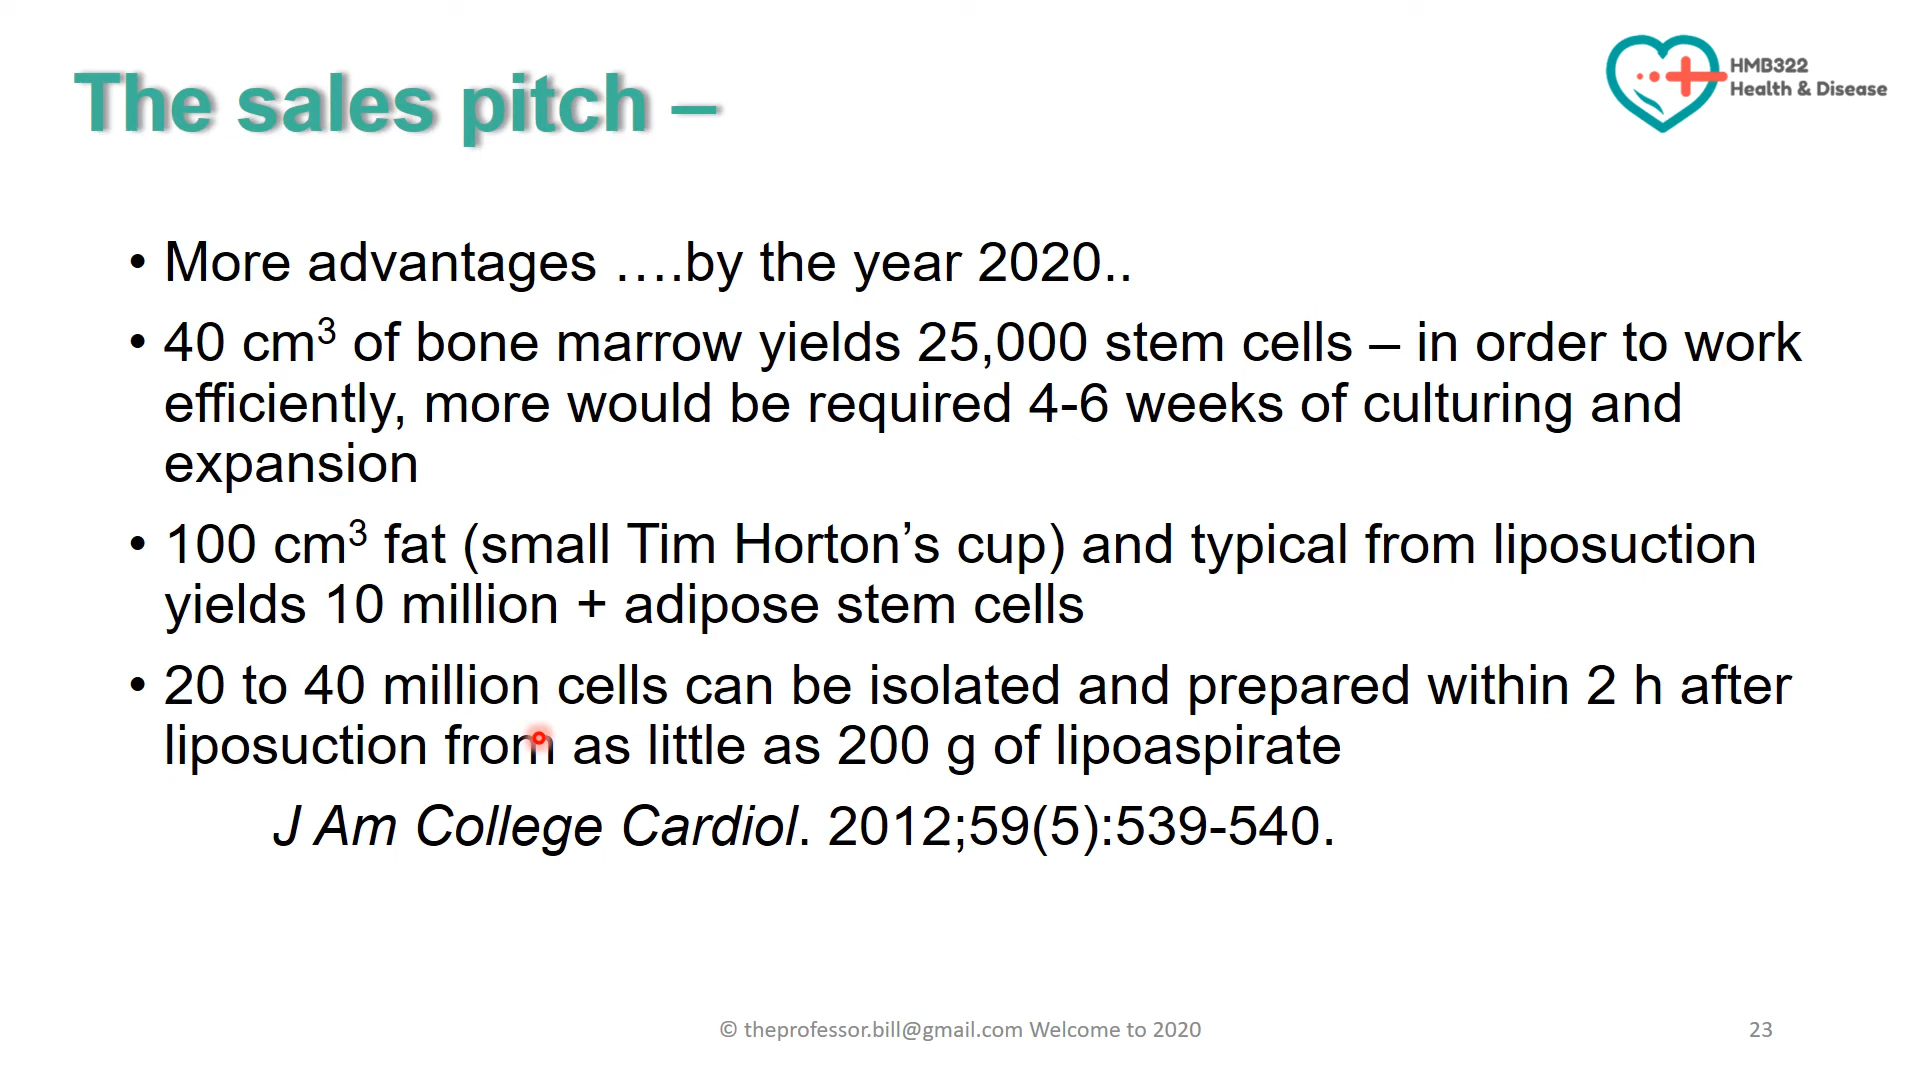 The sales pitch –
HMB322
Health & Disease
• More advantages ….by the year 2020..
• 40 cm³ of bone marrow yields 25,000 stem cells – in order to work
efficiently, more would be required 4-6 weeks of culturing and
expansion
• 100 cm³ fat (small Tim Horton’s cup) and typical from liposuction
yields 10 million + adipose stem cells
• 20 to 40 million cells can be isolated and prepared within 2 h after
liposuction from as little as 200 g of lipoaspirate
J Am College Cardiol. 2012;59(5):539-540.
© theprofessor.bill@gmail.com Welcome to 2020
23